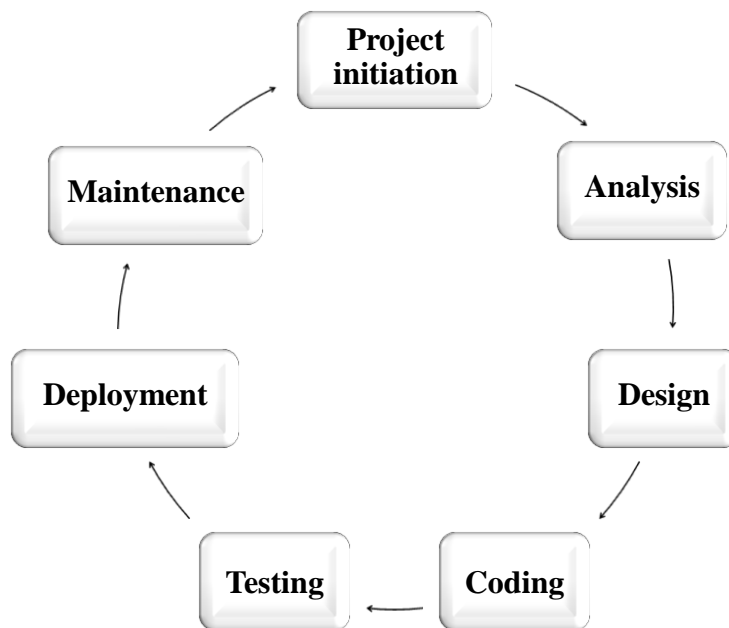 Project
initiation
Analysis
Design
Coding
Testing
Deployment
Maintenance